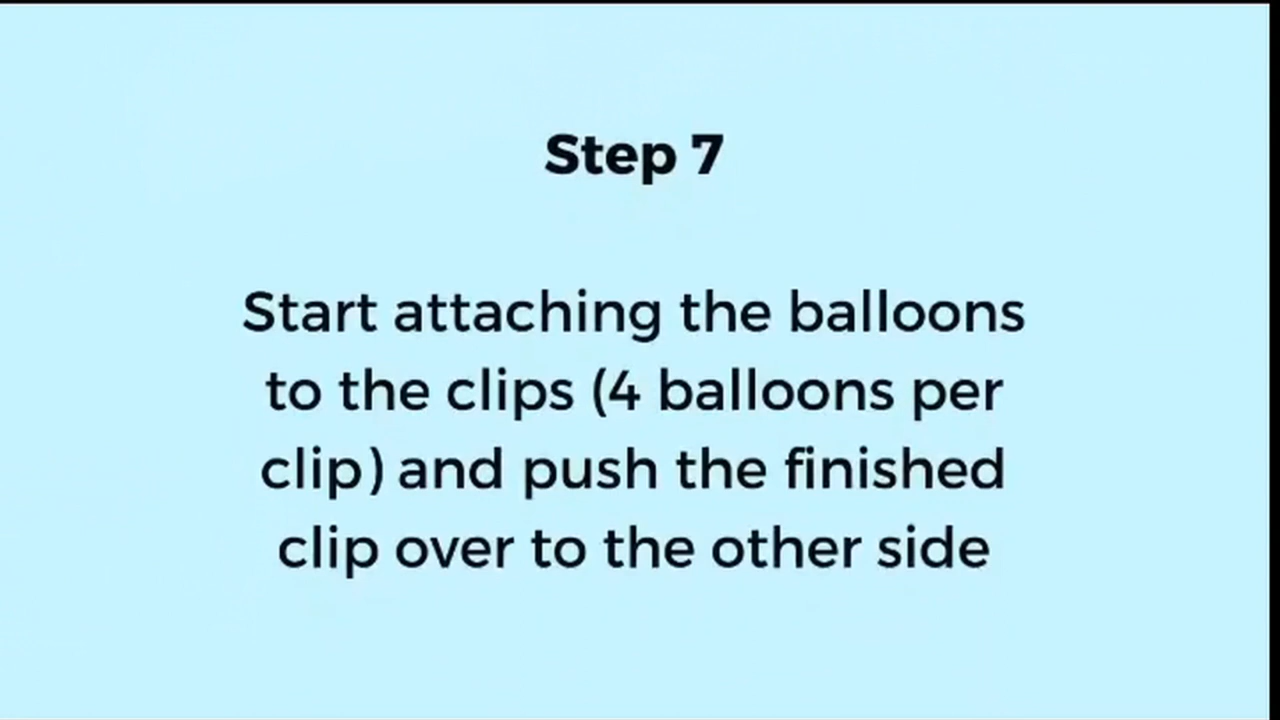 Step 7
Start attaching the balloons
to the clips (4 balloons per
clip) and push the finished
clip over to the other side